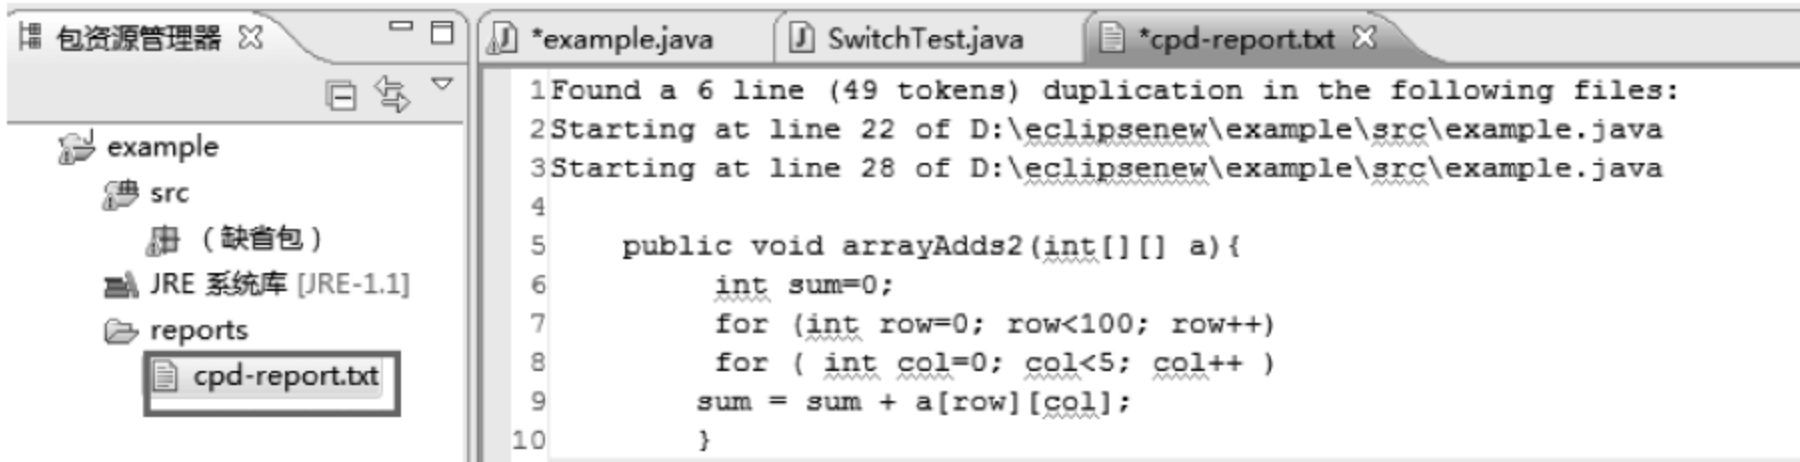 包资源管理器
example
src
（缺省包）
JRE 系统库 [JRE-1.1]
reports
cpd-report.txt
*example.java SwitchTest.java *cpd-report.txt
1Found a 6 line (49 tokens) duplication in the following files:
2Starting at line 22 of D:\eclipsenew\example\src\example.java
3Starting at line 28 of D:\eclipsenew\example\src\example.java
4
5 public void arrayAdds2(int[][] a){
6 int sum=0;
7 for (int row=0; row<100; row++)
8 for ( int col=0; col<5; col++ )
9 sum = sum + a[row][col];
10 }